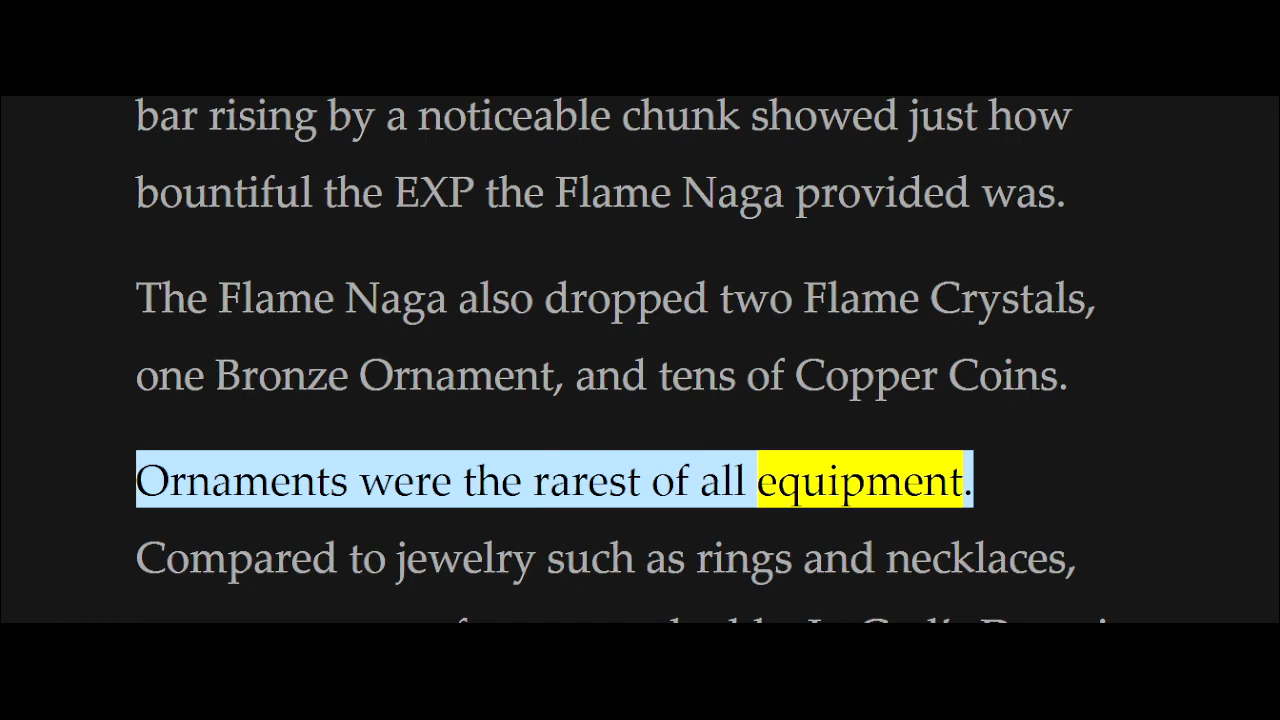 bar rising by a noticeable chunk showed just how
bountiful the EXP the Flame Naga provided was.
The Flame Naga also dropped two Flame Crystals,
one Bronze Ornament, and tens of Copper Coins.
Ornaments were the rarest of all equipment.
Compared to jewelry such as rings and necklaces,